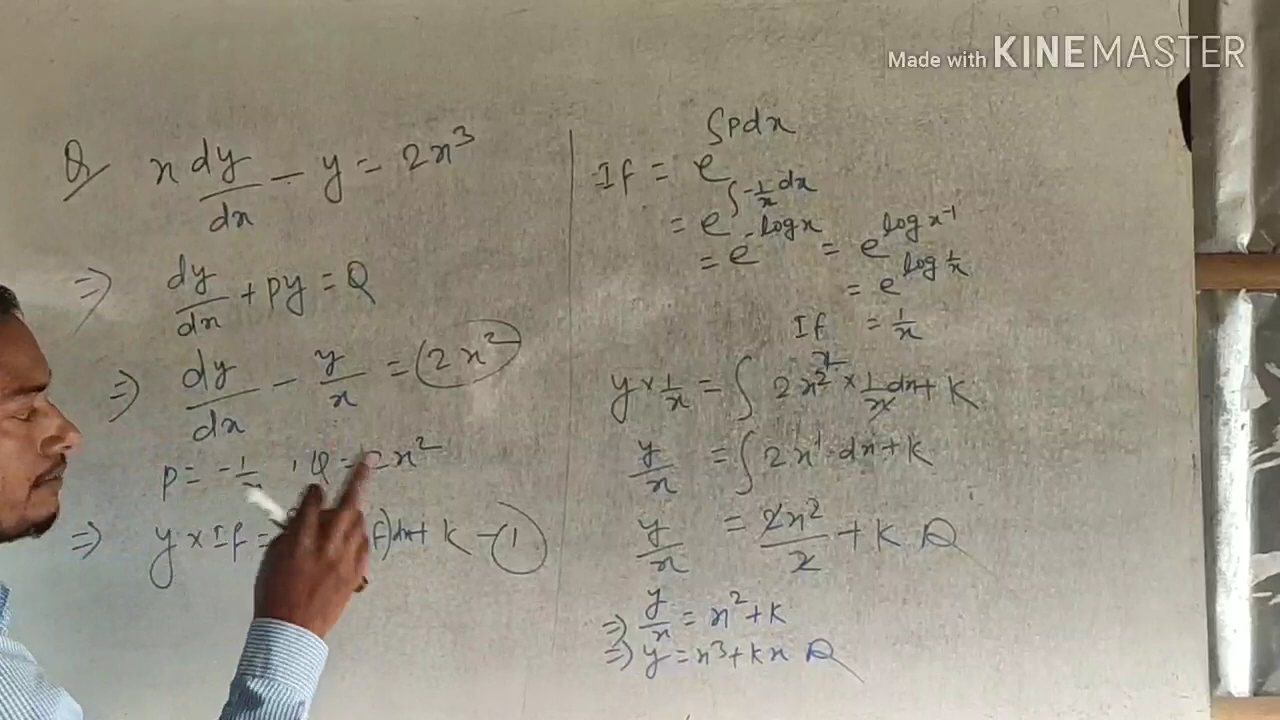 Made with KINEMASTER
Q x dy/dx - y = 2x³
⇒ dy/dx + Py = Q
⇒ dy/dx - y/x = 2x²
P = -1/ , Q = 2x²
⇒ y × If = f)dx + k - 1
If = e^∫Pdx
= e^∫-1/x dx
= e^-log x = e^log x⁻¹
= e^log 1/x
If = 1/x
y × 1/x = ∫ 2x² × 1/x dx + K
y/x = ∫ 2x¹ · dx + k
y/x = 2x²/2 + K
⇒ y/x = x² + k
⇒ y = x³ + kx